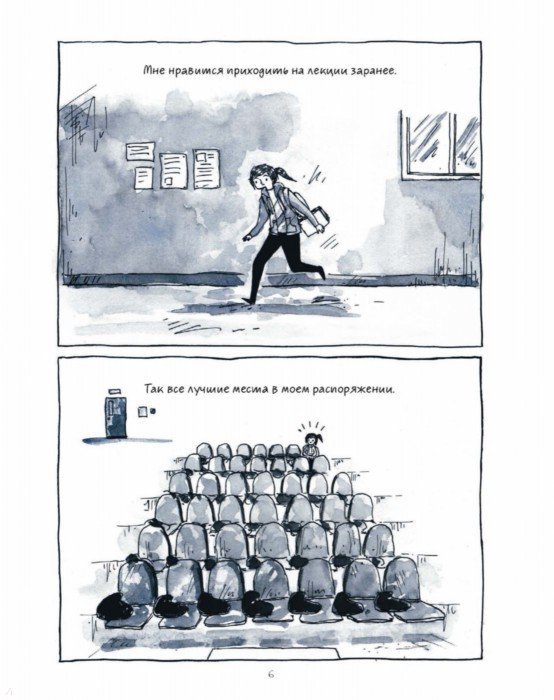 Мне нравится приходить на лекции заранее.
Так все лучшие места в моем распоряжении.
6